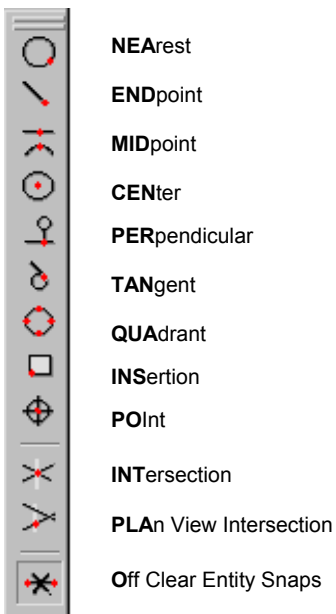 NEArest
ENDpoint
MIDpoint
CENter
PERpendicular
TANgent
QUAdrant
INSertion
POInt
INTersection
PLAn View Intersection
Off Clear Entity Snaps